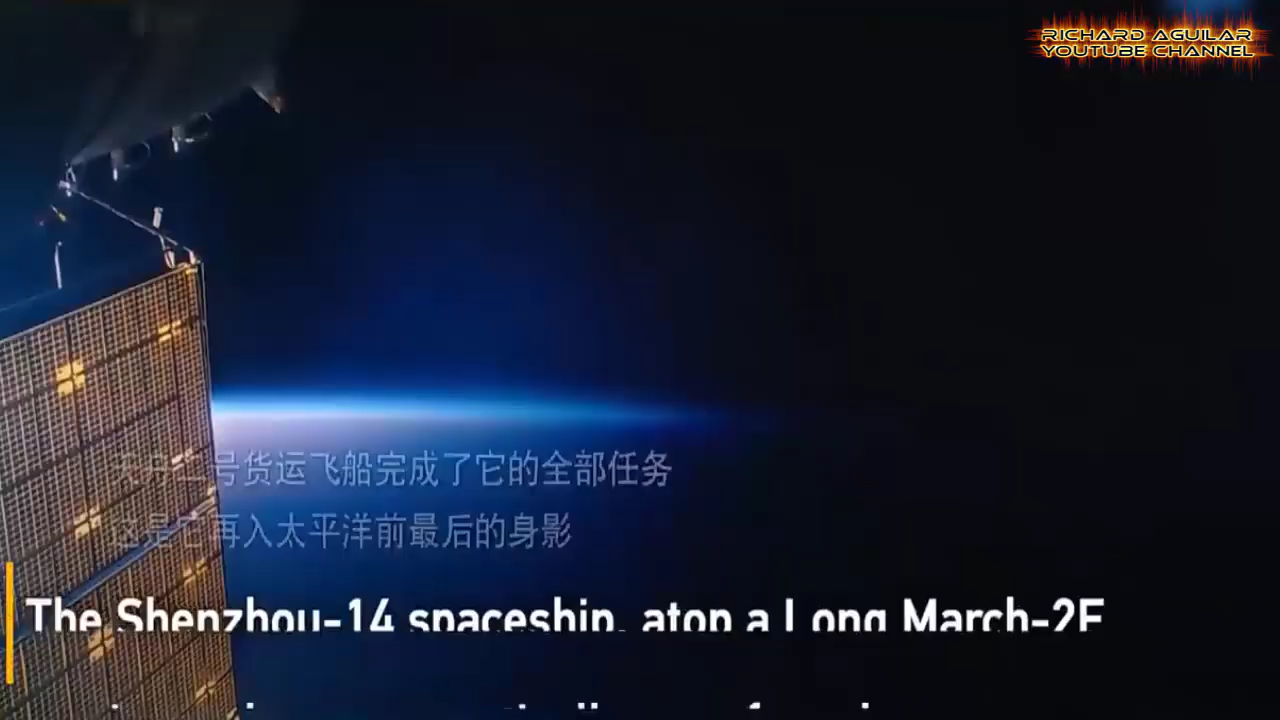 RICHARD AGUILAR
YOUTUBE CHANNEL
号货运飞船完成了它的全部任务
这是它再入太平洋前最后的身影
The Shenzhou-14 spaceship, atop a Long March-2F